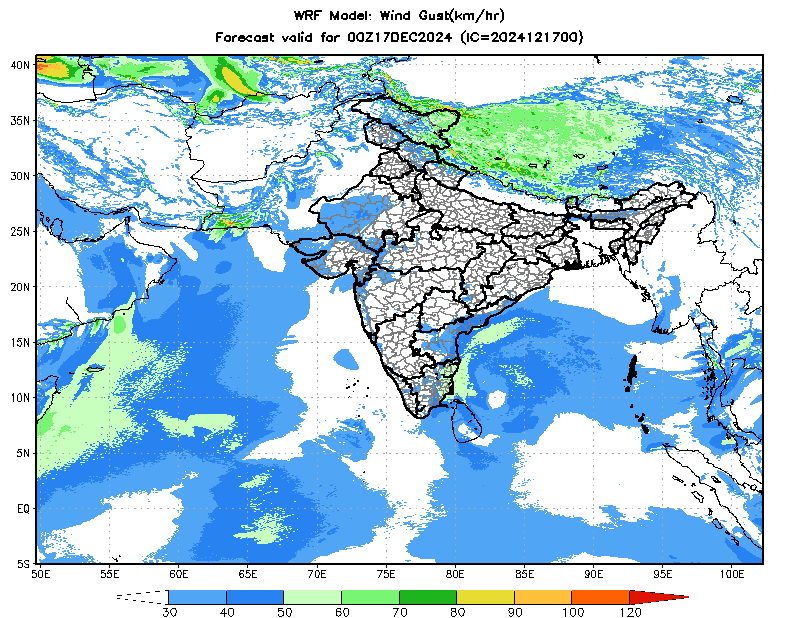 WRF Model: Wind Gust(km/hr)
Forecast valid for 00Z17DEC2024 (IC=2024121700)
40N
35N
30N
25N
20N
15N
10N
5N
EQ
5S
50E 55E 60E 65E 70E 75E 80E 85E 90E 95E 100E
30 40 50 60 70 80 90 100 120